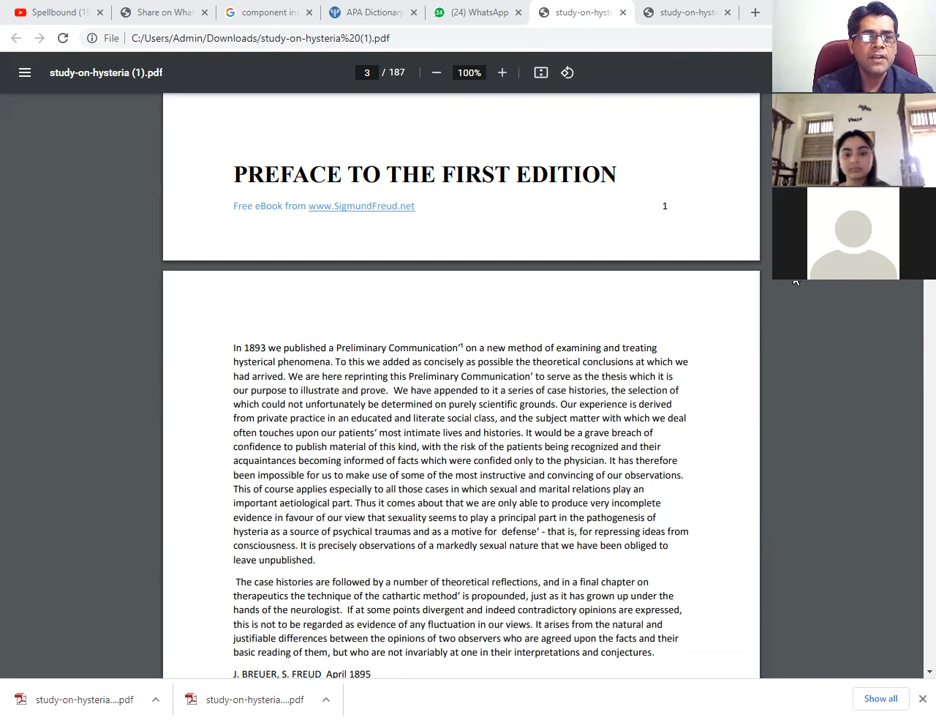 Spellbound (19
Share on What
component in
APA Dictionary
(24) WhatsApp
study-on-hyste
study-on-hyste
File C:/Users/Admin/Downloads/study-on-hysteria%20(1).pdf
study-on-hysteria (1).pdf
3 / 187
100%
PREFACE TO THE FIRST EDITION
Free eBook from www.SigmundFreud.net 1
In 1893 we published a Preliminary Communication'¹ on a new method of examining and treating
hysterical phenomena. To this we added as concisely as possible the theoretical conclusions at which we
had arrived. We are here reprinting this Preliminary Communication' to serve as the thesis which it is
our purpose to illustrate and prove. We have appended to it a series of case histories, the selection of
which could not unfortunately be determined on purely scientific grounds. Our experience is derived
from private practice in an educated and literate social class, and the subject matter with which we deal
often touches upon our patients' most intimate lives and histories. It would be a grave breach of
confidence to publish material of this kind, with the risk of the patients being recognized and their
acquaintances becoming informed of facts which were confided only to the physician. It has therefore
been impossible for us to make use of some of the most instructive and convincing of our observations.
This of course applies especially to all those cases in which sexual and marital relations play an
important aetiological part. Thus it comes about that we are only able to produce very incomplete
evidence in favour of our view that sexuality seems to play a principal part in the pathogenesis of
hysteria as a source of psychical traumas and as a motive for defense' - that is, for repressing ideas from
consciousness. It is precisely observations of a markedly sexual nature that we have been obliged to
leave unpublished.
The case histories are followed by a number of theoretical reflections, and in a final chapter on
therapeutics the technique of the cathartic method' is propounded, just as it has grown up under the
hands of the neurologist. If at some points divergent and indeed contradictory opinions are expressed,
this is not to be regarded as evidence of any fluctuation in our views. It arises from the natural and
justifiable differences between the opinions of two observers who are agreed upon the facts and their
basic reading of them, but who are not invariably at one in their interpretations and conjectures.
J. BREUER, S. FREUD April 1895
study-on-hysteria....pdf
study-on-hysteria....pdf
Show all